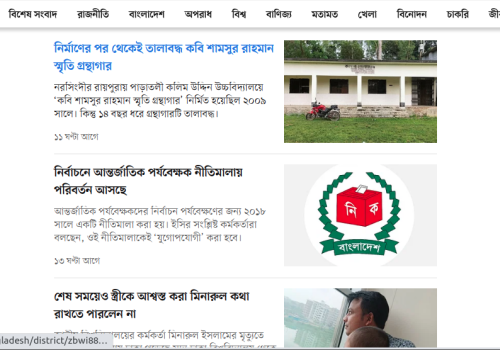 বিশেষ সংবাদ রাজনীতি বাংলাদেশ অপরাধ বিশ্ব বাণিজ্য মতামত খেলা বিনোদন চাকরি
নির্মাণের পর থেকেই তালাবদ্ধ কবি শামসুর রাহমান
স্মৃতি গ্রন্থাগার
নরসিংদীর রায়পুরায় পাড়াতলী কলিম উদ্দিন উচ্চবিদ্যালয়ে
‘কবি শামসুর রাহমান স্মৃতি গ্রন্থাগার’ নির্মিত হয়েছিল ২০০৯
সালে। কিন্তু ১৪ বছর ধরে গ্রন্থাগারটি তালাবদ্ধ।
১১ ঘণ্টা আগে
নির্বাচনে আন্তর্জাতিক পর্যবেক্ষক নীতিমালায়
পরিবর্তন আসছে
আন্তর্জাতিক পর্যবেক্ষকদের নির্বাচন পর্যবেক্ষণের জন্য ২০১৮
সালে একটি নীতিমালা করা হয়। ইসির সংশ্লিষ্ট কর্মকর্তারা
বলছেন, ওই নীতিমালাকেই ‘যুগোপযোগী’ করা হবে।
নি ক
বাংলাদেশ
১৩ ঘণ্টা আগে
শেষ সময়েও স্ত্রীকে আশ্বস্ত করা মিনারুল কথা
রাখতে পারলেন না
কর্মকর্তা মিনারুল ইসলামের মৃত্যুতে
gladesh/district/zbwi88...